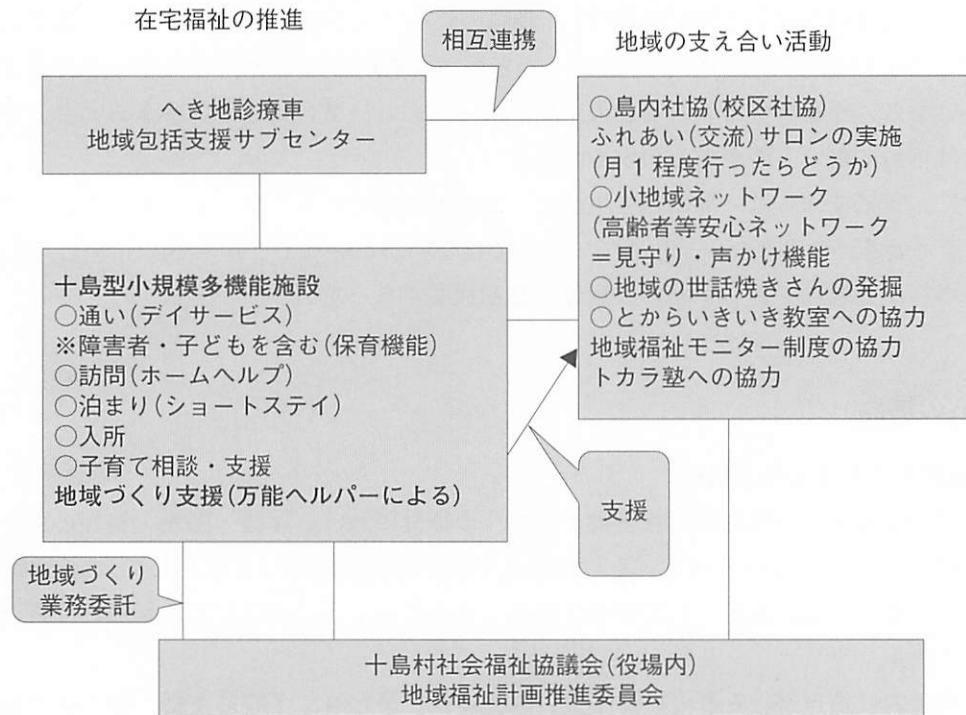 在宅福祉の推進
相互連携
地域の支え合い活動
へき地診療車
地域包括支援サブセンター
○島内社協(校区社協)
ふれあい(交流)サロンの実施
(月1程度行ったらどうか)
○小地域ネットワーク
(高齢者等安心ネットワーク
＝見守り・声かけ機能
○地域の世話焼きさんの発掘
○とからいきいき教室への協力
地域福祉モニター制度の協力
トカラ塾への協力
十島型小規模多機能施設
○通い(デイサービス)
※障害者・子どもを含む(保育機能)
○訪問(ホームヘルプ)
○泊まり(ショートステイ)
○入所
○子育て相談・支援
地域づくり支援(万能ヘルパーによる)
支援
地域づくり
業務委託
十島村社会福祉協議会(役場内)
地域福祉計画推進委員会